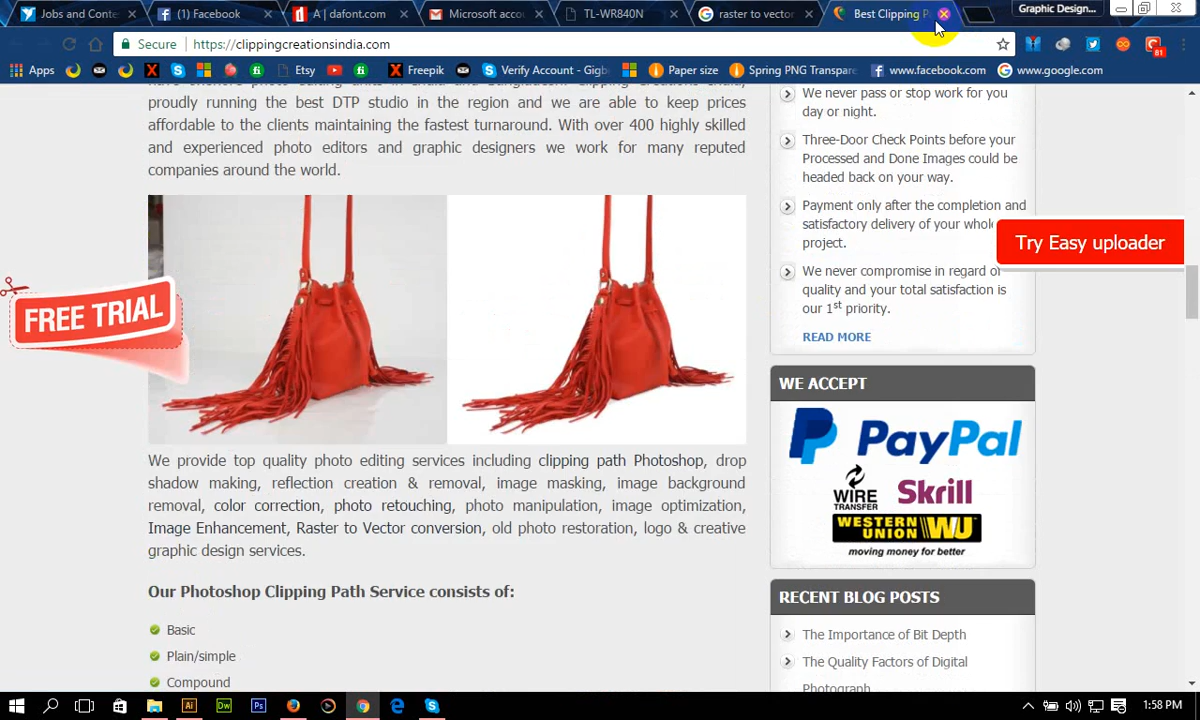 Jobs and Conte
(1) Facebook
A | dafont.com
Microsoft acco
TL-WR840N
raster to vector
Best Clipping P
Graphic Design...
Secure
https://clippingcreationsindia.com
81
Apps
Etsy
Freepik
Verify Account - Gigb
Paper size
Spring PNG Transpare
www.facebook.com
www.google.com
proudly running the best DTP studio in the region and we are able to keep prices
affordable to the clients maintaining the fastest turnaround. With over 400 highly skilled
and experienced photo editors and graphic designers we work for many reputed
companies around the world.
FREE TRIAL
We provide top quality photo editing services including clipping path Photoshop, drop
shadow making, reflection creation & removal, image masking, image background
removal, color correction, photo retouching, photo manipulation, image optimization,
Image Enhancement, Raster to Vector conversion, old photo restoration, logo & creative
graphic design services.
Our Photoshop Clipping Path Service consists of:
Basic
Plain/simple
Compound
We never pass or stop work for you
day or night.
Three-Door Check Points before your
Processed and Done Images could be
headed back on your way.
Payment only after the completion and
satisfactory delivery of your whole
project.
We never compromise in regard of
quality and your total satisfaction is
our 1st priority.
READ MORE
Try Easy uploader
WE ACCEPT
PayPal
WIRE
TRANSFER
Skrill
WESTERN
UNION
WU
moving money for better
RECENT BLOG POSTS
The Importance of Bit Depth
The Quality Factors of Digital
Photograph
Ai
Dw
Ps
1:58 PM